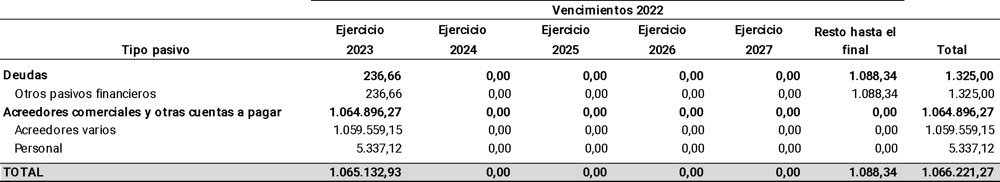 Vencimientos 2022
Tipo pasivo Ejercicio 2023 Ejercicio 2024 Ejercicio 2025 Ejercicio 2026 Ejercicio 2027 Resto hasta el final Total
Deudas 236,66 0,00 0,00 0,00 0,00 1.088,34 1.325,00
Otros pasivos financieros 236,66 0,00 0,00 0,00 0,00 1.088,34 1.325,00
Acreedores comerciales y otras cuentas a pagar 1.064.896,27 0,00 0,00 0,00 0,00 0,00 1.064.896,27
Acreedores varios 1.059.559,15 0,00 0,00 0,00 0,00 0,00 1.059.559,15
Personal 5.337,12 0,00 0,00 0,00 0,00 0,00 5.337,12
TOTAL 1.065.132,93 0,00 0,00 0,00 0,00 1.088,34 1.066.221,27